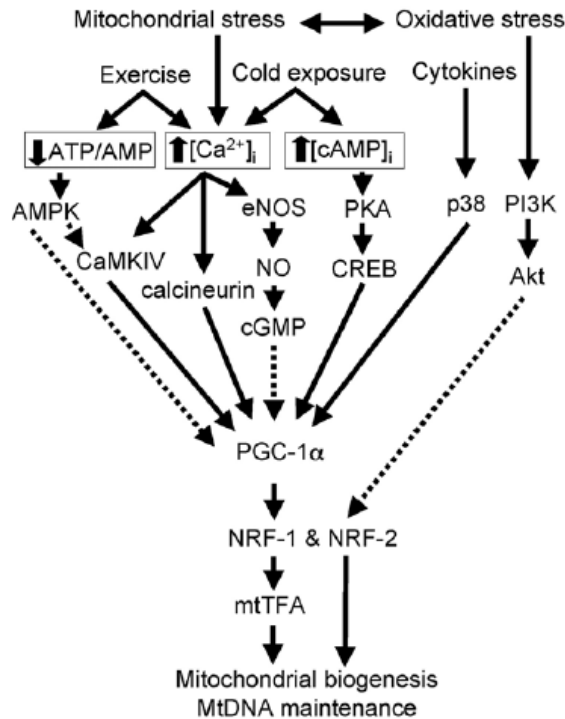 Mitochondrial stress
Oxidative stress
Exercise
Cold exposure
Cytokines
ATP/AMP
[Ca²⁺]ᵢ
[cAMP]ᵢ
AMPK
eNOS
PKA
p38
PI3K
CaMKIV
NO
CREB
Akt
calcineurin
cGMP
PGC-1α
NRF-1 & NRF-2
mtTFA
Mitochondrial biogenesis
MtDNA maintenance